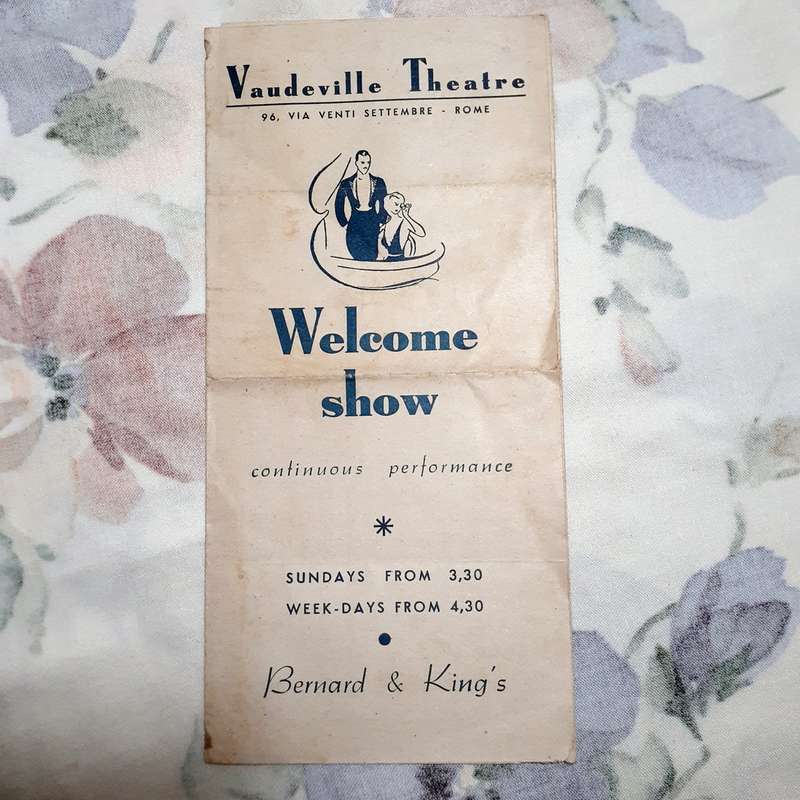 Vaudeville Theatre
96, VIA VENTI SETTEMBRE - ROME
Welcome
show
continuous performance
*
SUNDAYS FROM 3,30
WEEK-DAYS FROM 4,30
Bernard & King's